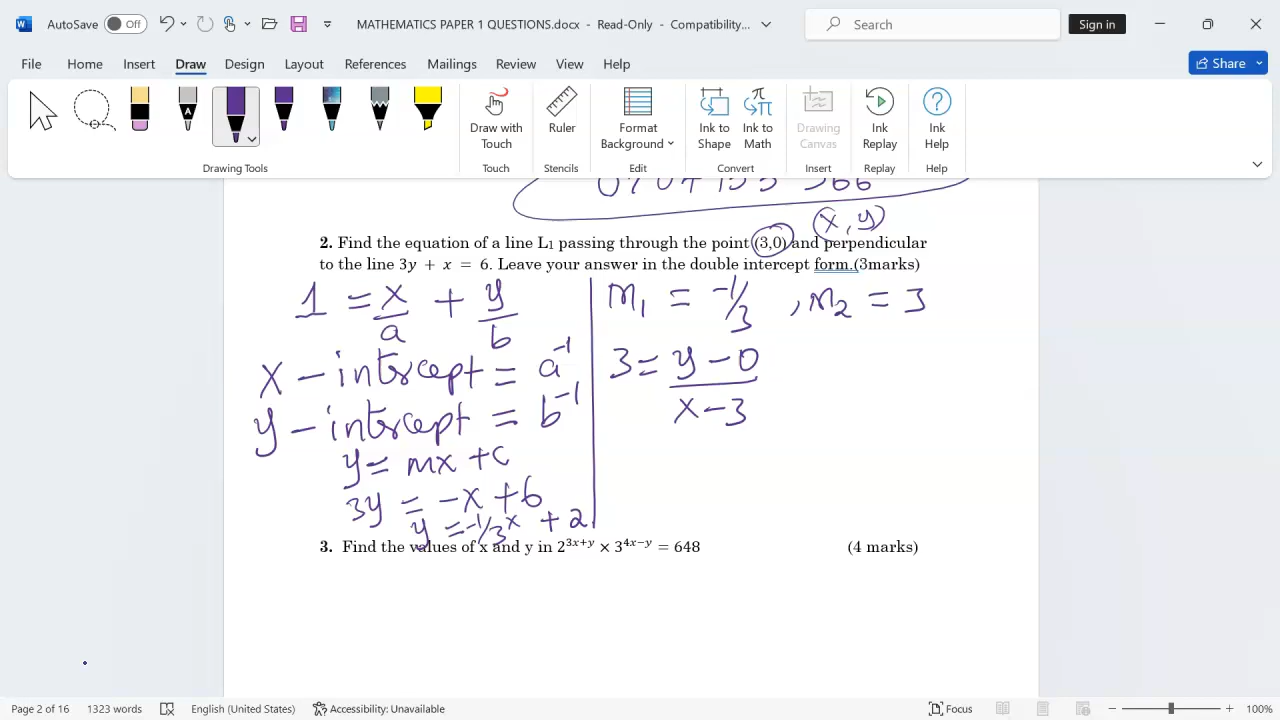 AutoSave Off MATHEMATICS PAPER 1 QUESTIONS.docx - Read-Only - Compatibility... Search Sign in
File Home Insert Draw Design Layout References Mailings Review View Help Share
Draw with Touch Ruler Format Background Ink to Shape Ink to Math Drawing Canvas Ink Replay Ink Help
Drawing Tools Touch Stencils Edit Convert Insert Replay Help
(x, y)
2. Find the equation of a line L₁ passing through the point (3,0) and perpendicular
to the line 3y + x = 6. Leave your answer in the double intercept form.(3marks)
1 = x/a + y/b
x - intercept = a⁻¹
y - intercept = b⁻¹
y = mx + c
3y = -x + 6
y = -1/3 x + 2
m₁ = -1/3 , m₂ = 3
3 = y - 0
x - 3
3. Find the values of x and y in 2³ˣ⁺ʸ × 3⁴ˣ⁻ʸ = 648 (4 marks)
Page 2 of 16 1323 words English (United States) Accessibility: Unavailable Focus 100%